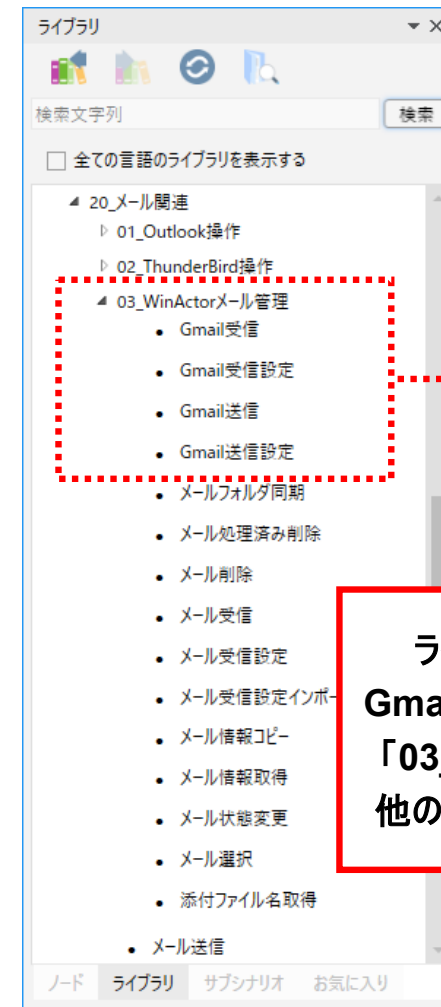 ライブラリ
検索文字列
検索
全ての言語のライブラリを表示する
20_メール関連
01_Outlook操作
02_ThunderBird操作
03_WinActorメール管理
Gmail受信
Gmail受信設定
Gmail送信
Gmail送信設定
メールフォルダ同期
メール処理済み削除
メール削除
メール受信
メール受信設定
メール受信設定インポー
メール情報コピー
メール情報取得
メール状態変更
メール選択
添付ファイル名取得
メール送信
ラ
Gma
「03_
他の
ノード ライブラリ サブシナリオ お気に入り